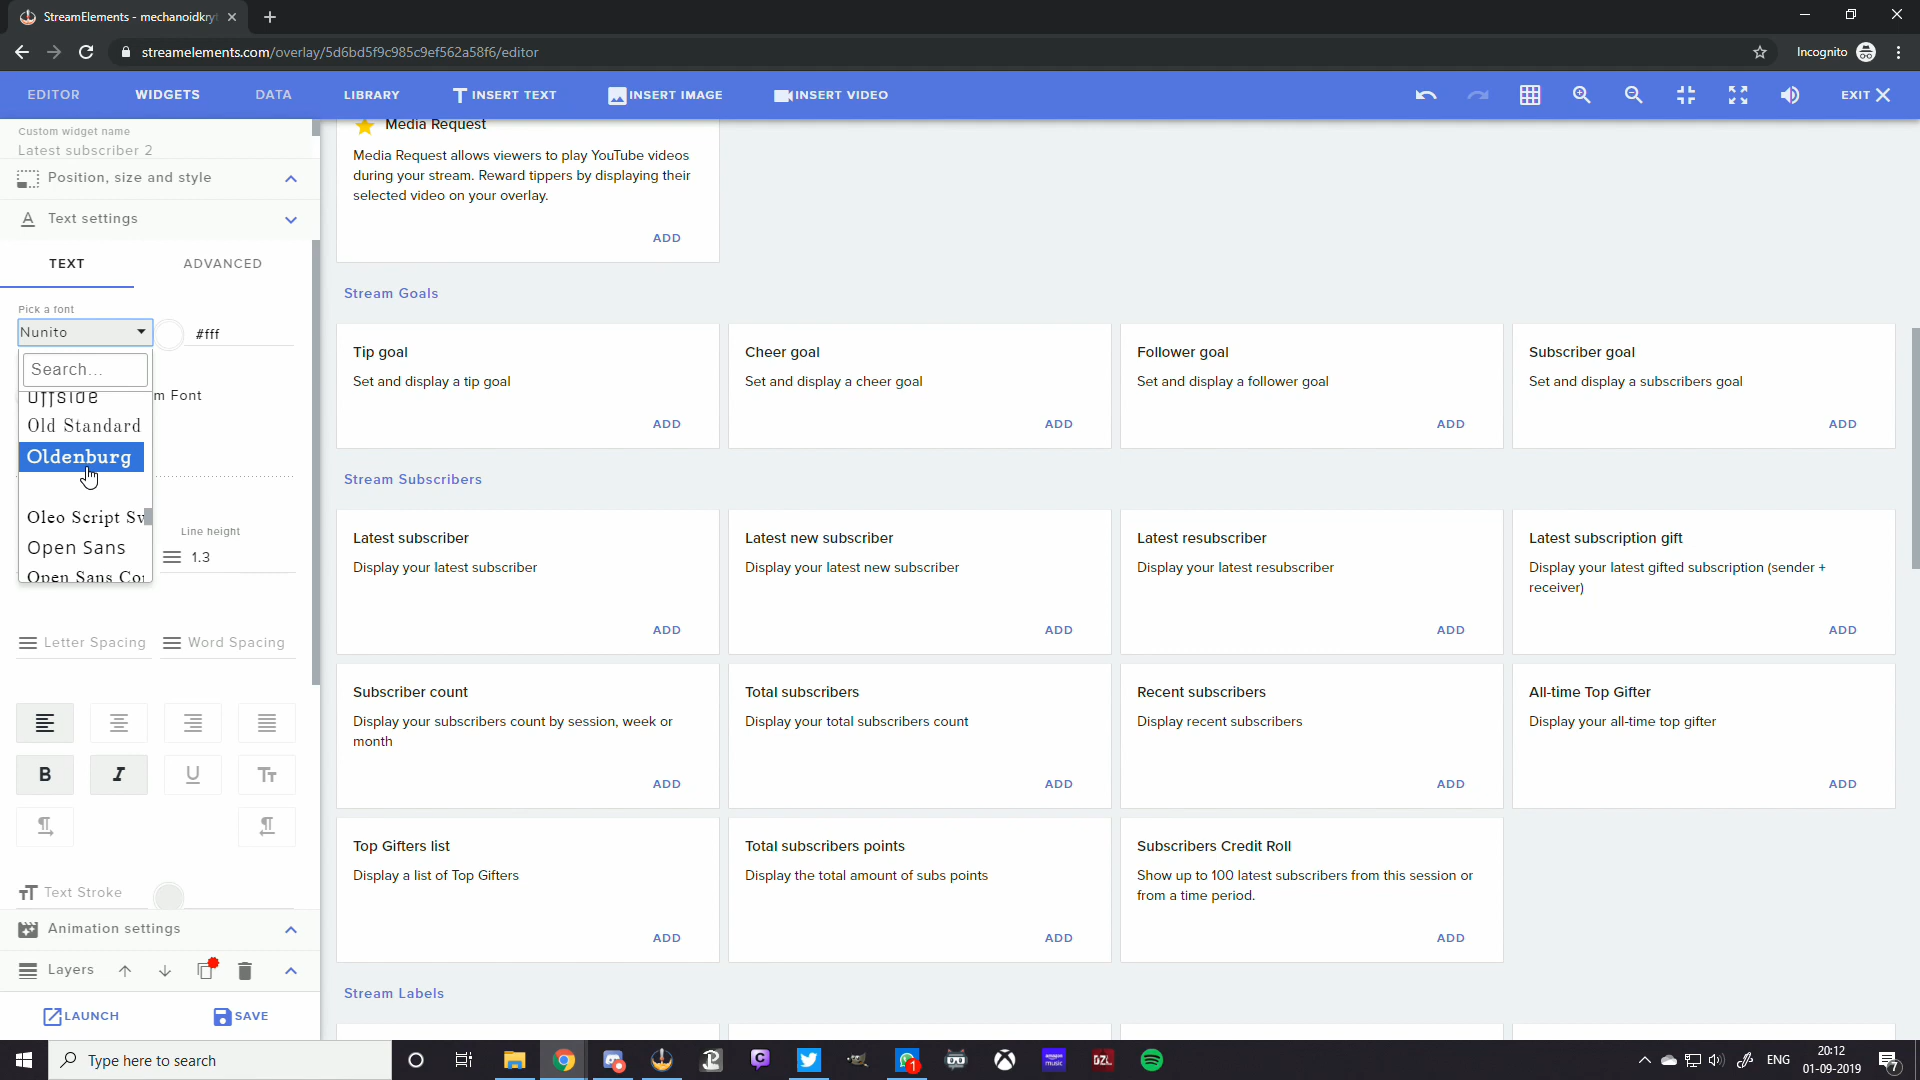 StreamElements - mechanoidkry
streamelements.com/overlay/5d6bd5f9c985c9ef562a58f6/editor
Incognito
EDITOR
WIDGETS
DATA
LIBRARY
INSERT TEXT
INSERT IMAGE
INSERT VIDEO
EXIT
Custom widget name
Latest subscriber 2
Position, size and style
Text settings
TEXT
ADVANCED
Pick a font
Nunito
#fff
Search...
Offside
m Font
Old Standard
Oldenburg
Oleo Script Sw
Open Sans
Open Sans Co
Line height
1.3
Letter Spacing
Word Spacing
B
I
U
Tт
Text Stroke
Animation settings
Layers
LAUNCH
SAVE
Media Request
Media Request allows viewers to play YouTube videos
during your stream. Reward tippers by displaying their
selected video on your overlay.
ADD
Stream Goals
Tip goal
Set and display a tip goal
ADD
Cheer goal
Set and display a cheer goal
ADD
Follower goal
Set and display a follower goal
ADD
Subscriber goal
Set and display a subscribers goal
ADD
Stream Subscribers
Latest subscriber
Display your latest subscriber
ADD
Latest new subscriber
Display your latest new subscriber
ADD
Latest resubscriber
Display your latest resubscriber
ADD
Latest subscription gift
Display your latest gifted subscription (sender +
receiver)
ADD
Subscriber count
Display your subscribers count by session, week or
month
ADD
Total subscribers
Display your total subscribers count
ADD
Recent subscribers
Display recent subscribers
ADD
All-time Top Gifter
Display your all-time top gifter
ADD
Top Gifters list
Display a list of Top Gifters
ADD
Total subscribers points
Display the total amount of subs points
ADD
Subscribers Credit Roll
Show up to 100 latest subscribers from this session or
from a time period.
ADD
Stream Labels
Type here to search
1
amazon music
ENG
20:12
01-09-2019
7